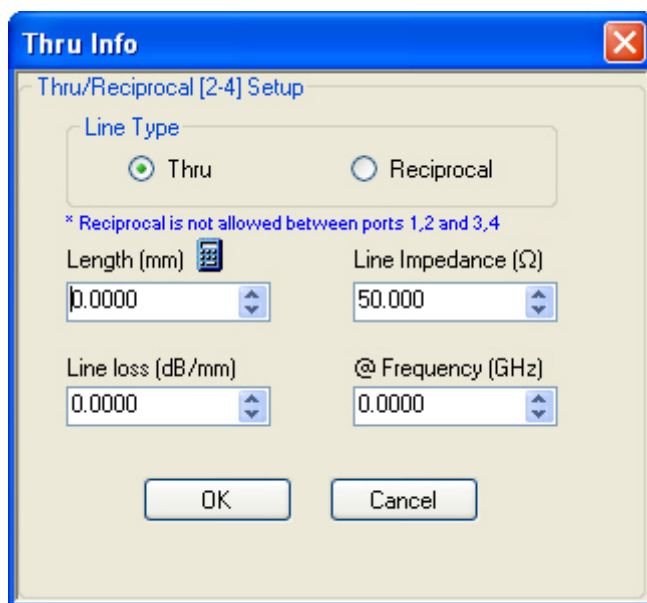 Thru Info
Thru/Reciprocal [2-4] Setup
Line Type
Thru
Reciprocal
* Reciprocal is not allowed between ports 1,2 and 3,4
Length (mm)
Line Impedance (Ω)
0.0000
50.000
Line loss (dB/mm)
@ Frequency (GHz)
0.0000
0.0000
OK
Cancel